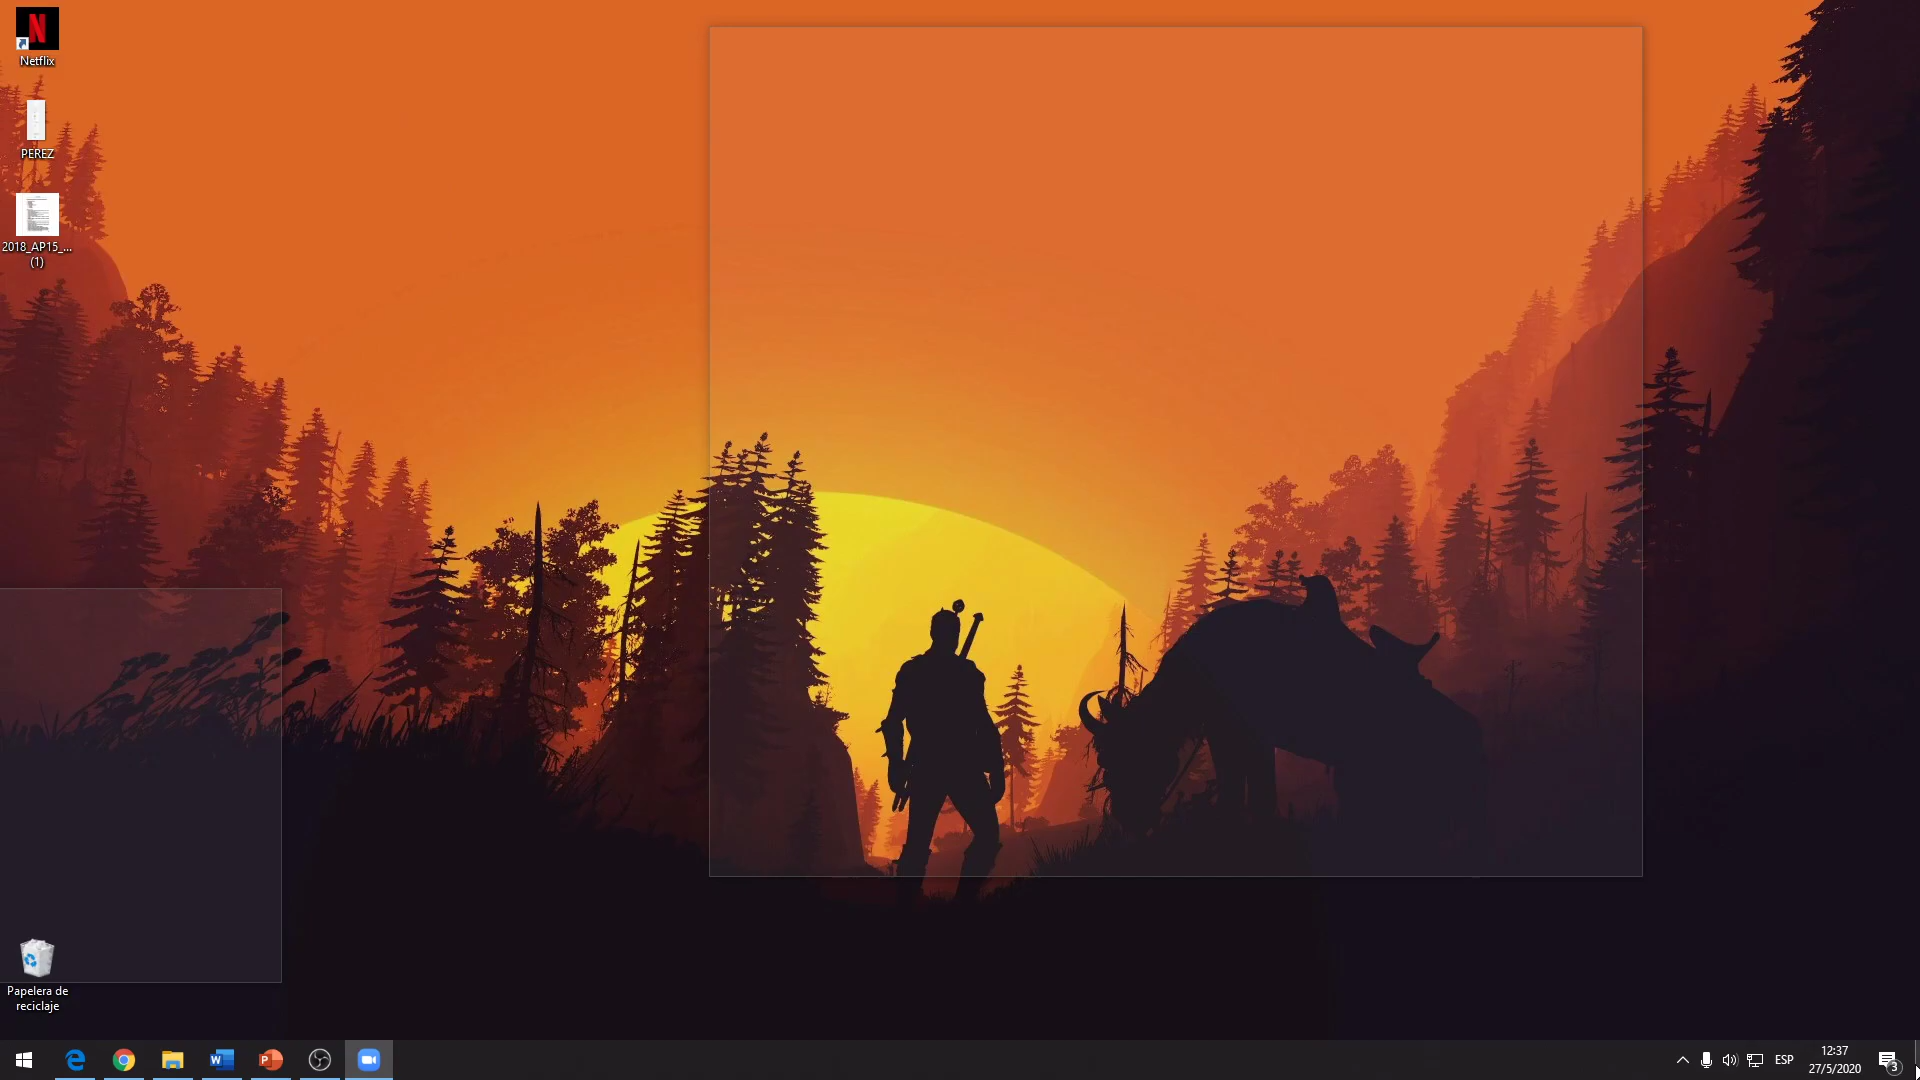 Netflix
PEREZ
2018_AP15_...
(1)
Papelera de
reciclaje
ESP
12:37
27/5/2020
3